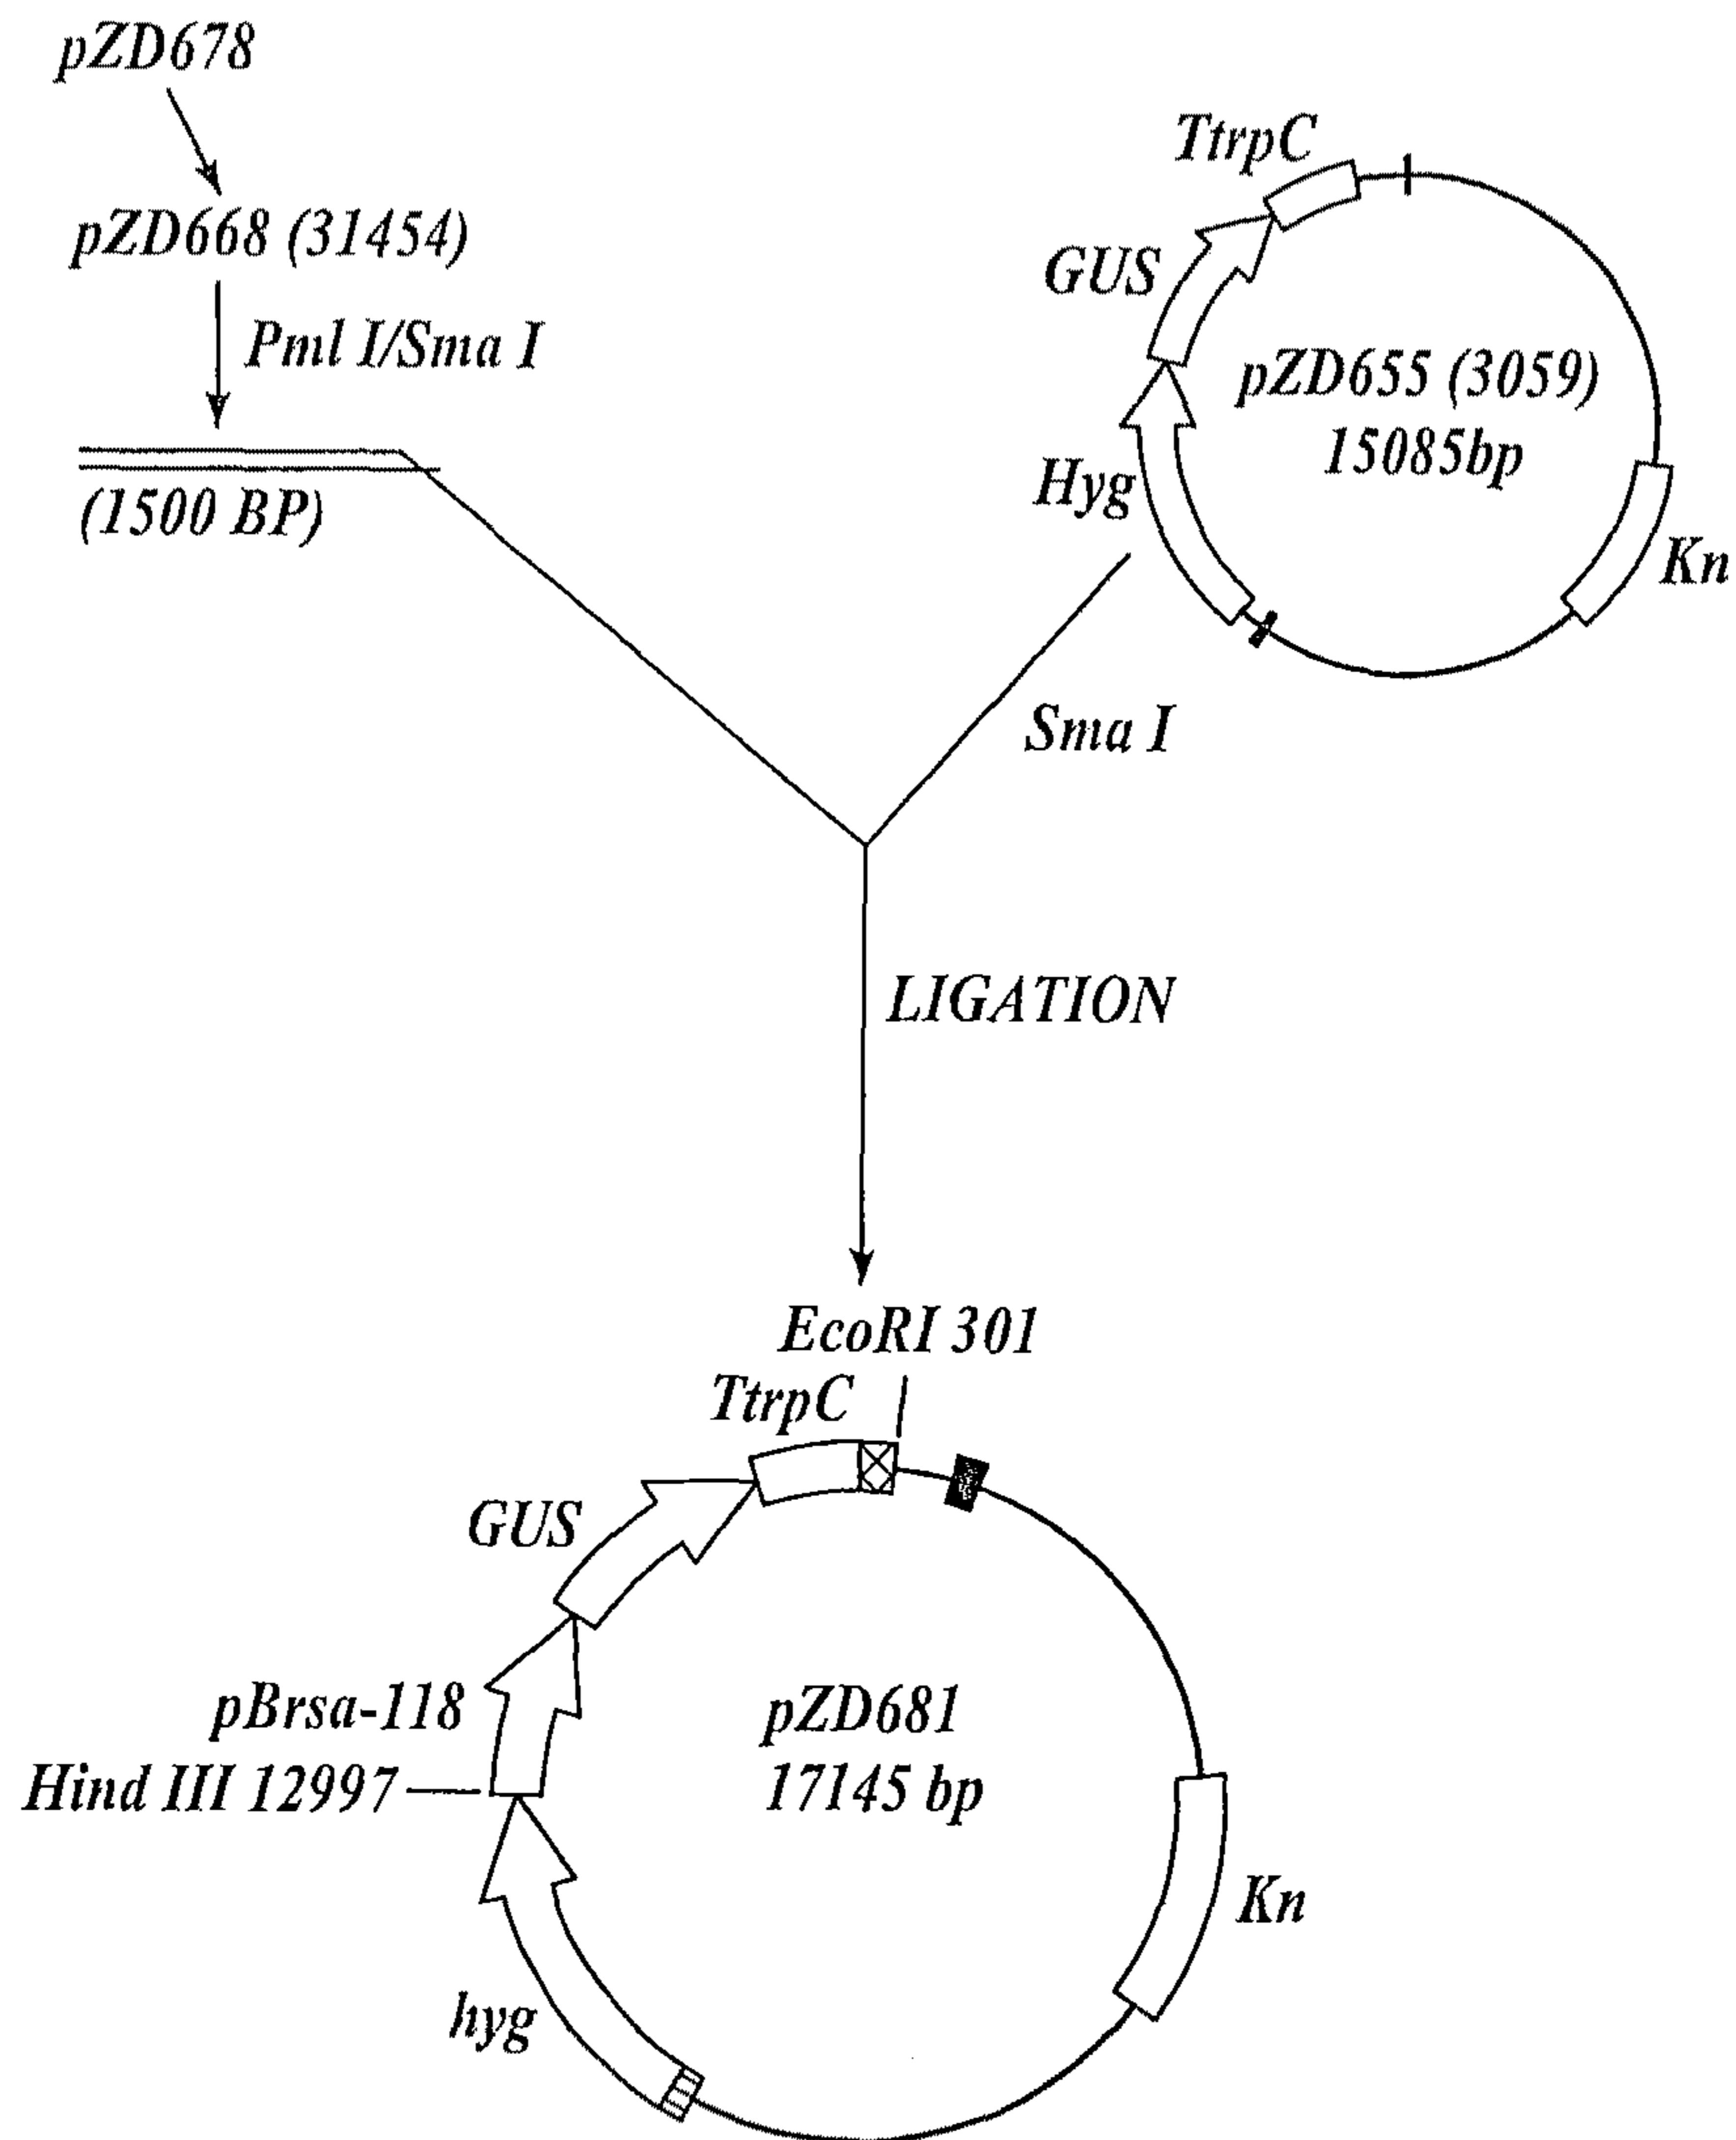 pZD678
pZD668 (31454)
Pml I/Sma I
(1500 BP)
TtrpC
GUS
pZD655 (3059)
15085bp
Hyg
Kn
Sma I
LIGATION
EcoRI 301
TtrpC
GUS
pBrsa-118
Hind III 12997
pZD681
17145 bp
Kn
hyg